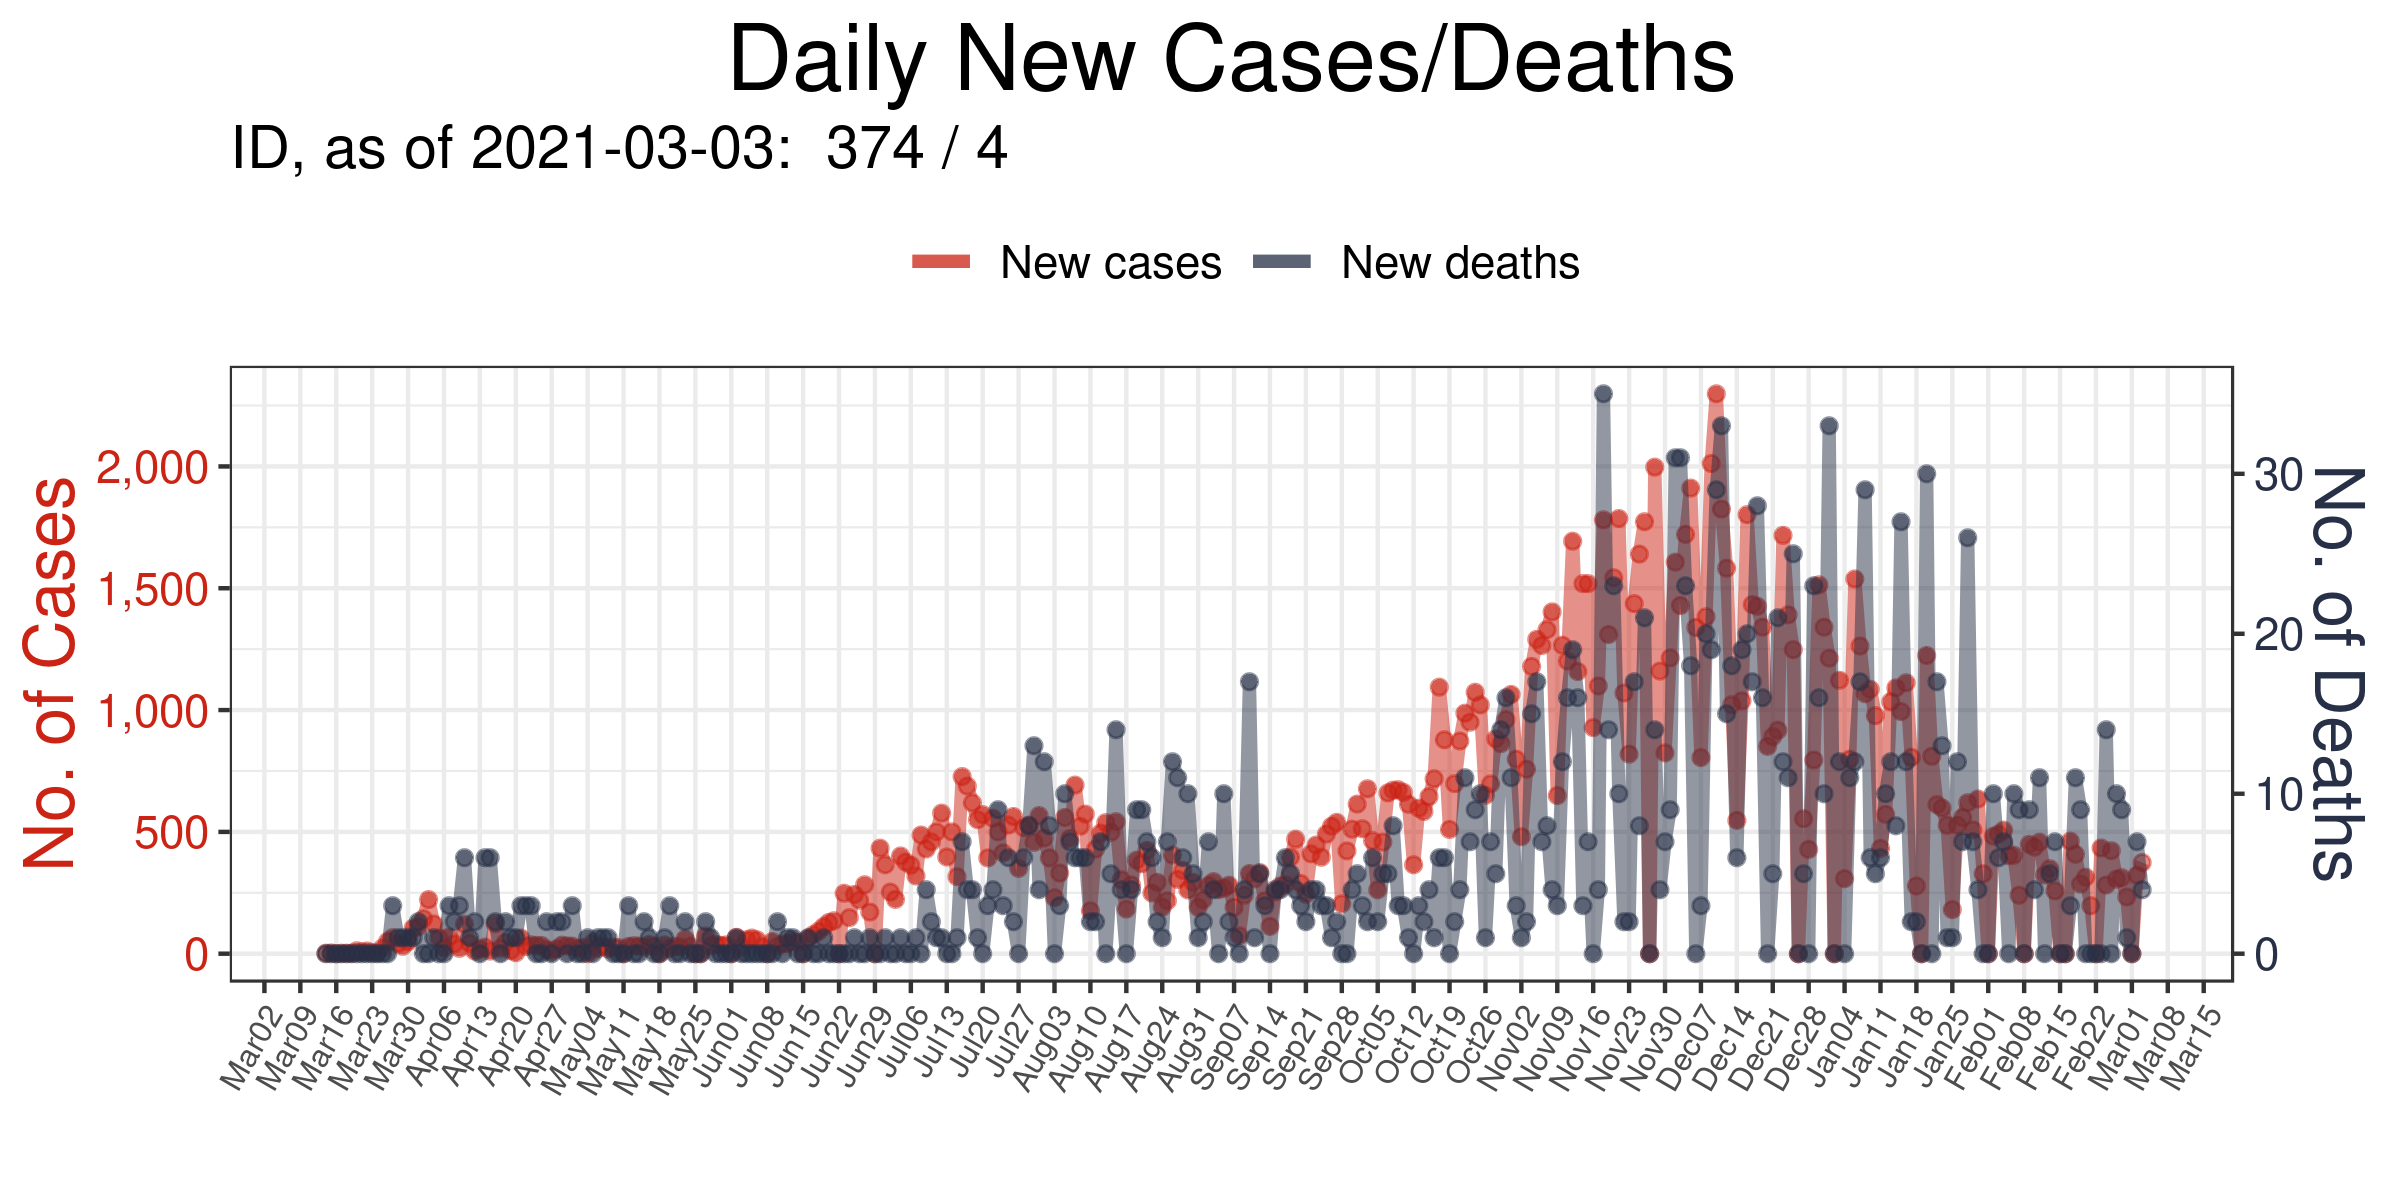 Daily New Cases/Deaths
ID, as of 2021-03-03: 374 / 4
New cases
New deaths
No. of Cases
2,000
1,500
1,000
500
0
30
20
10
0
No. of Deaths
Mar02
Mar09
Mar16
Mar23
Mar30
Apr06
Apr13
Apr20
Apr27
May04
May11
May18
May25
Jun01
Jun08
Jun15
Jun22
Jun29
Jul06
Jul13
Jul20
Jul27
Aug03
Aug10
Aug17
Aug24
Aug31
Sep07
Sep14
Sep21
Sep28
Oct05
Oct12
Oct19
Oct26
Nov02
Nov09
Nov16
Nov23
Nov30
Dec07
Dec14
Dec21
Dec28
Jan04
Jan11
Jan18
Jan25
Feb01
Feb08
Feb15
Feb22
Mar01
Mar08
Mar15